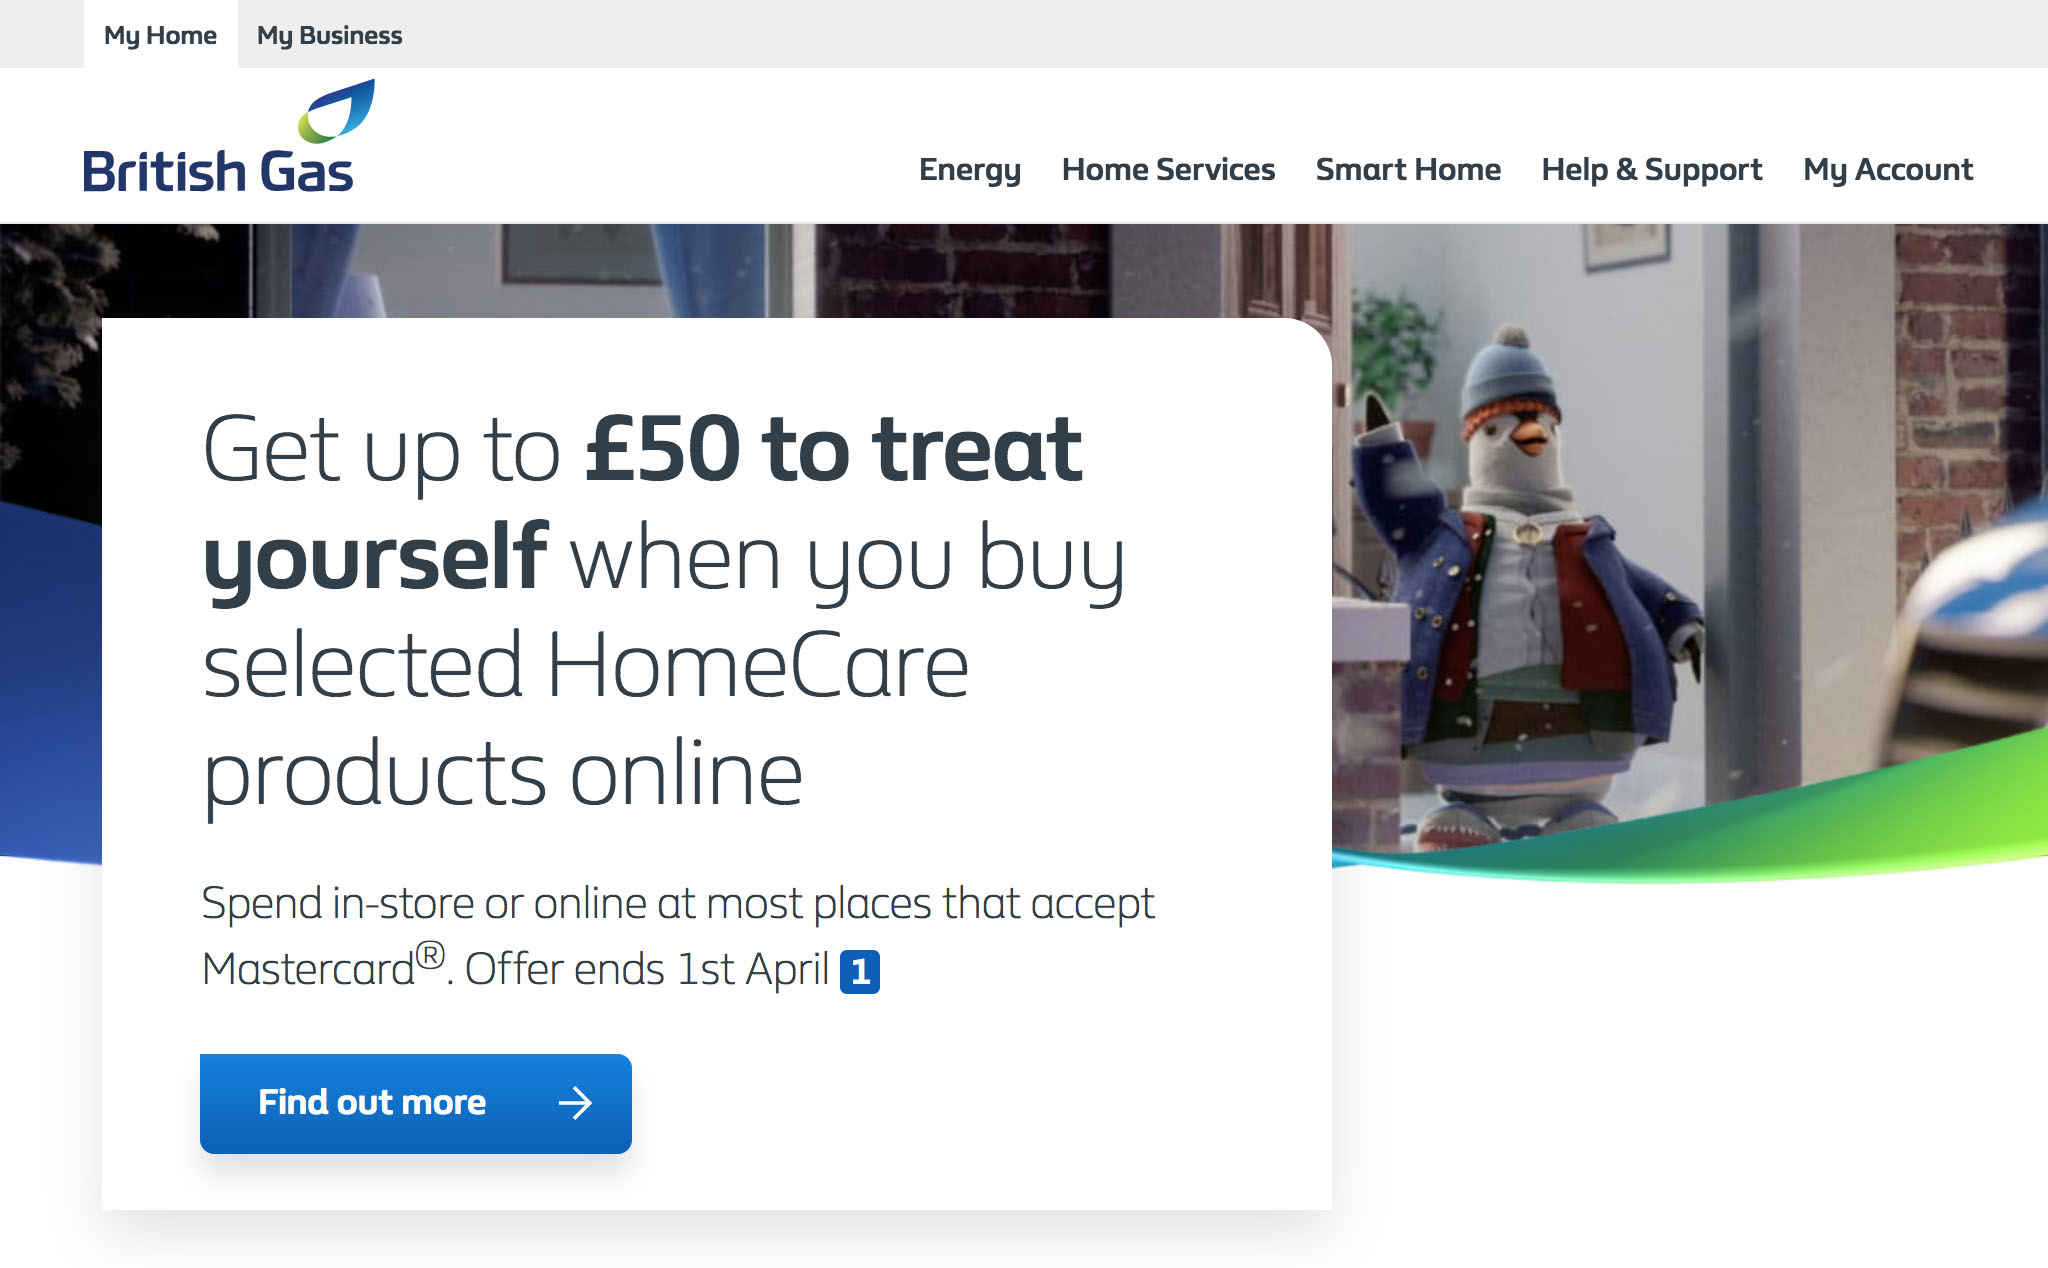 My Home My Business
British Gas
Energy Home Services Smart Home Help & Support My Account
Get up to £50 to treat
yourself when you buy
selected HomeCare
products online
Spend in-store or online at most places that accept
Mastercard®. Offer ends 1st April 1
Find out more